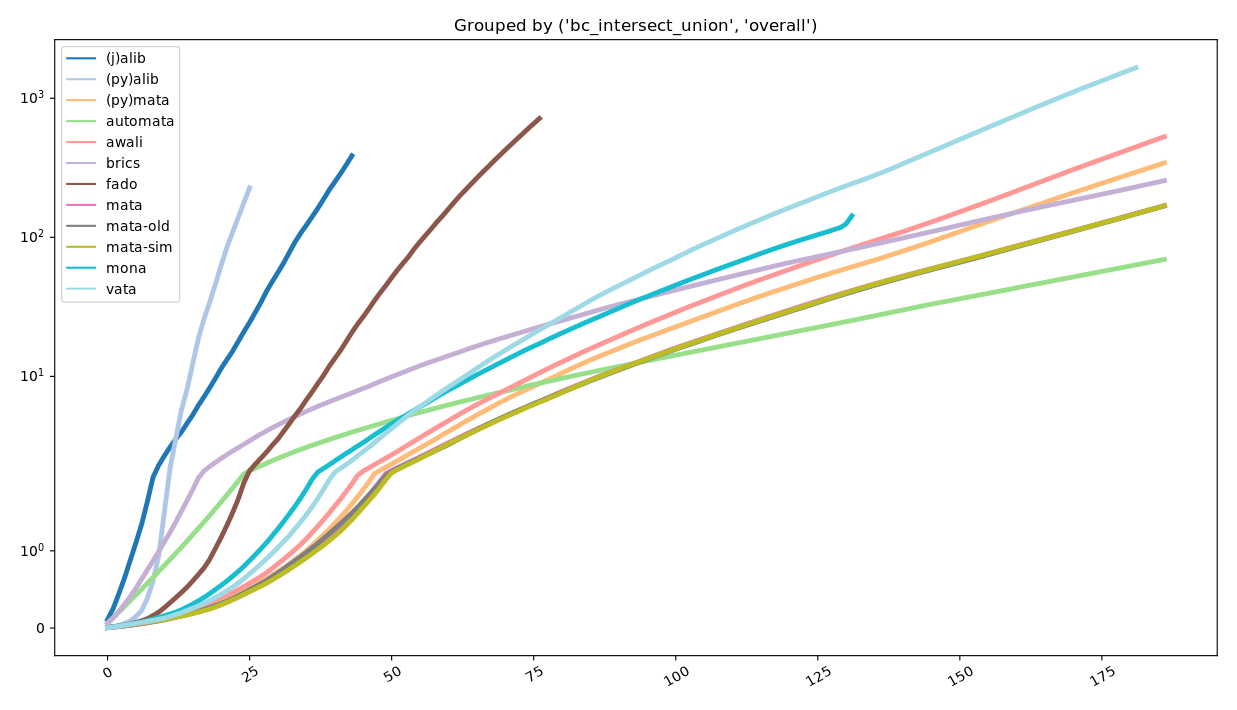 Grouped by ('bc_intersect_union', 'overall')
(j)alib
(py)alib
(py)mata
automata
awali
brics
fado
mata
mata-old
mata-sim
mona
vata
10³
10²
10¹
10⁰
0
0
25
50
75
100
125
150
175